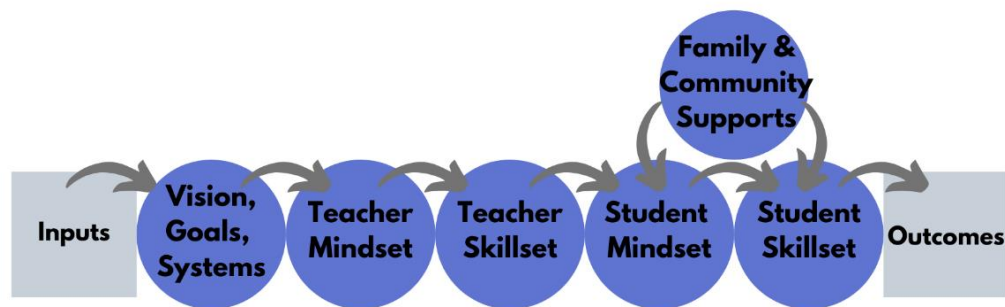 Family &
Community
Supports
Inputs
Vision,
Goals,
Systems
Teacher
Mindset
Teacher
Skillset
Student
Mindset
Student
Skillset
Outcomes